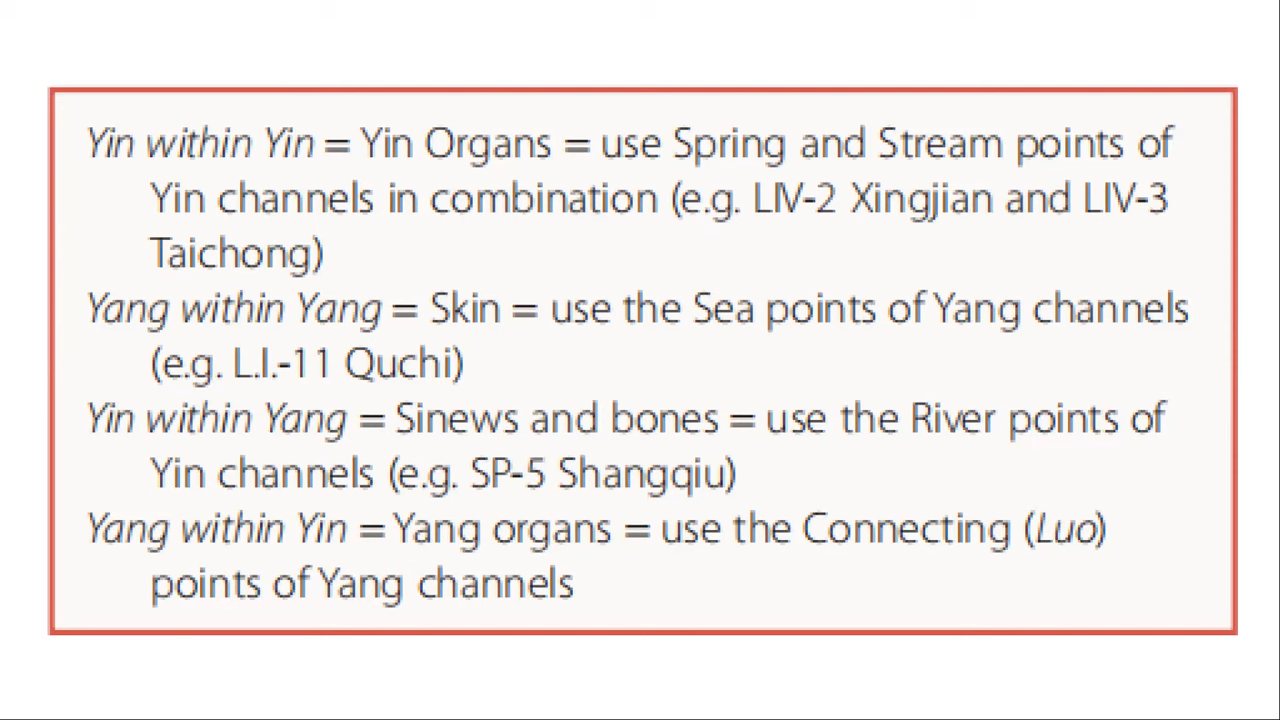 Yin within Yin = Yin Organs = use Spring and Stream points of
Yin channels in combination (e.g. LIV-2 Xingjian and LIV-3
Taichong)
Yang within Yang = Skin = use the Sea points of Yang channels
(e.g. L.I.-11 Quchi)
Yin within Yang = Sinews and bones = use the River points of
Yin channels (e.g. SP-5 Shangqiu)
Yang within Yin = Yang organs = use the Connecting (Luo)
points of Yang channels